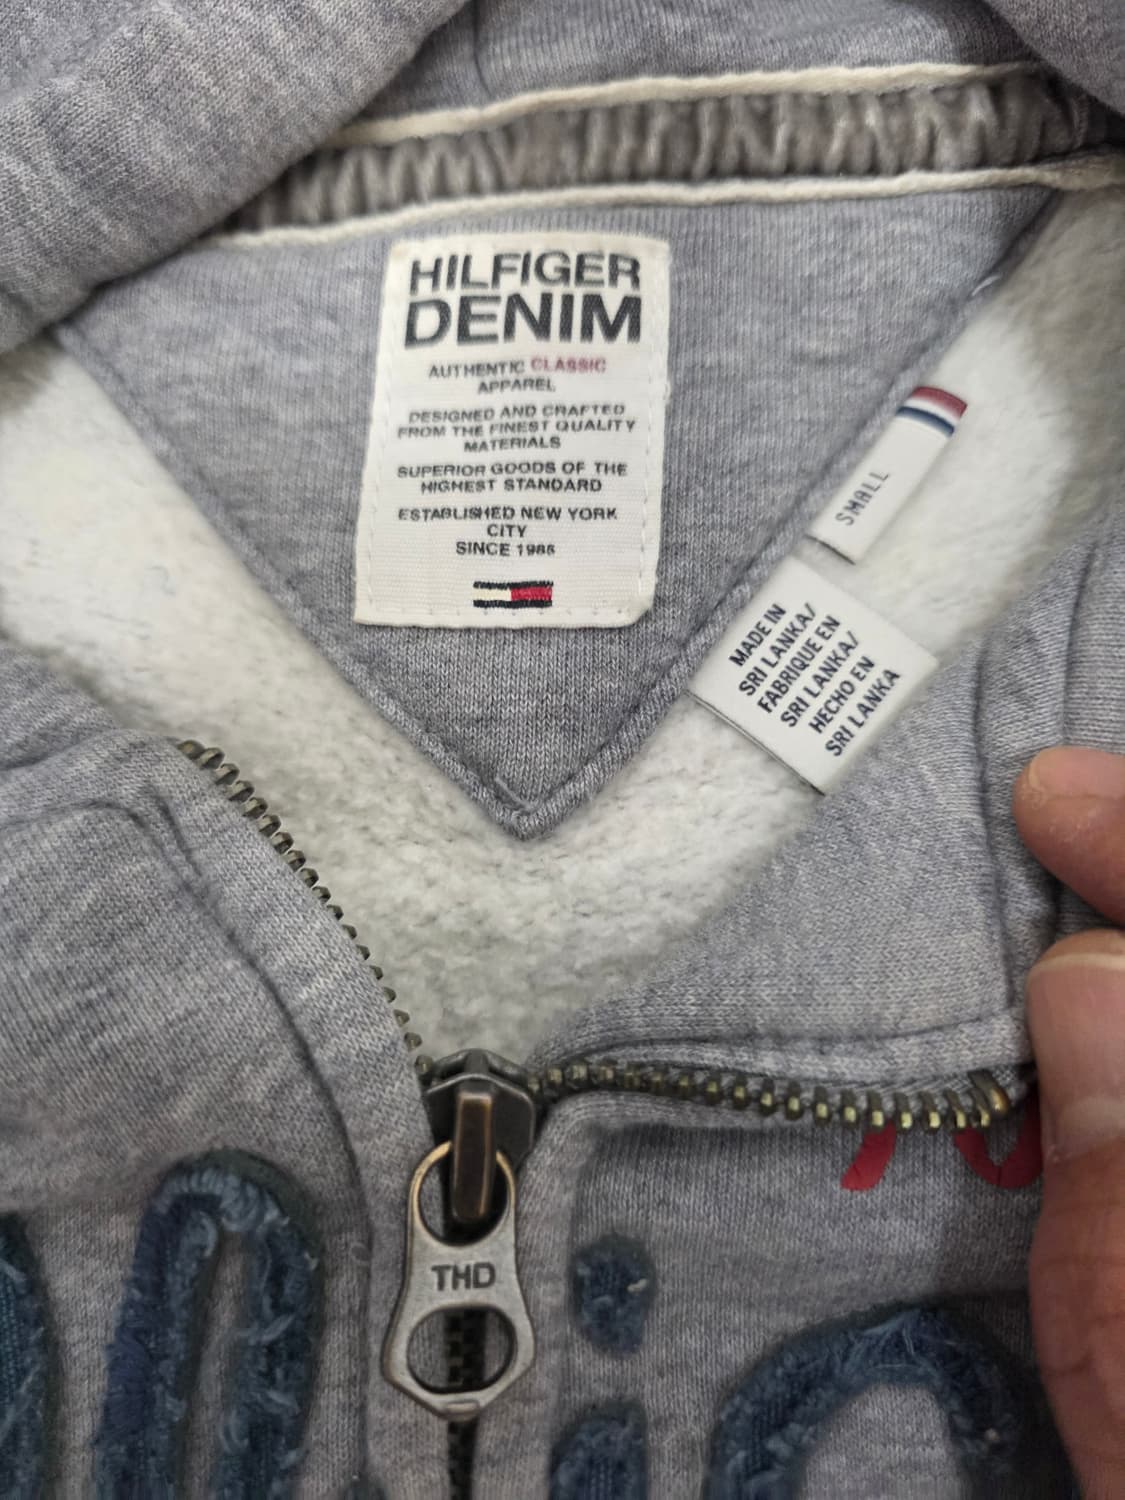 HILFIGER
DENIM
AUTHENTIC CLASSIC
APPAREL
DESIGNED AND CRAFTED
FROM THE FINEST QUALITY
MATERIALS
SUPERIOR GOODS OF THE
HIGHEST STANDARD
ESTABLISHED NEW YORK
CITY
SINCE 1985
SMALL
MADE IN
SRI LANKA/
FABRIQUE EN
SRI LANKA/
HECHO EN
SRI LANKA
THD